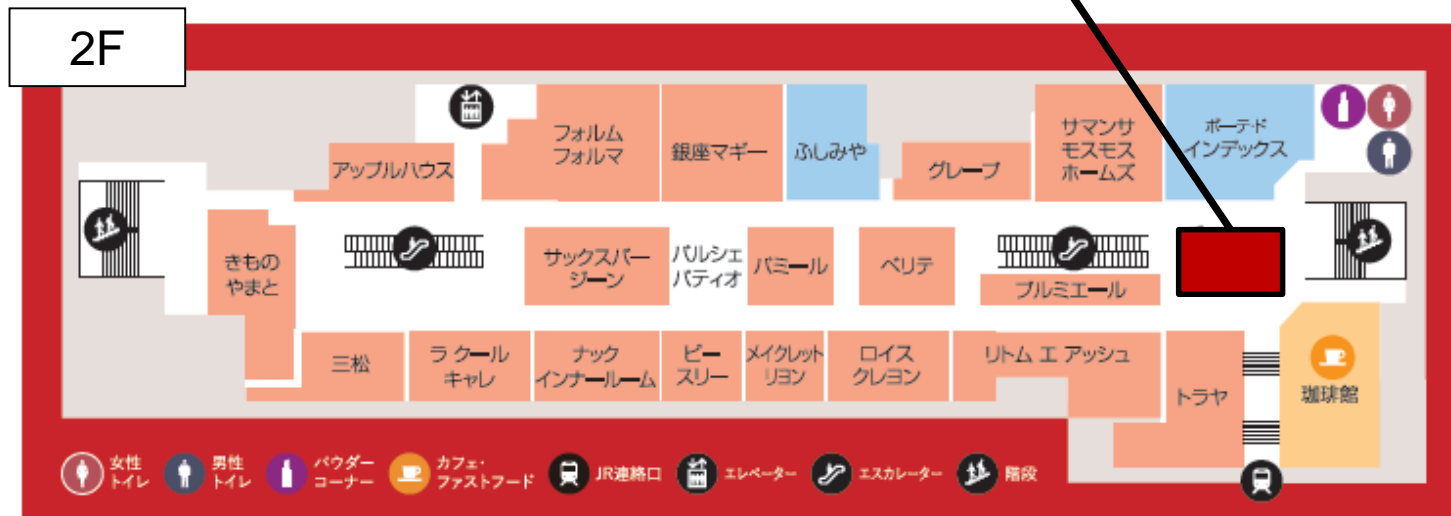 2F
フォルム
フォルマ
銀座マギー
ふしみや
サマンサ
モスモス
ホームズ
ボーテ・ド
インデックス
アップルハウス
グレープ
きもの
やまと
サックスバー
ジーン
パルシェ
パティオ
パミール
ベリテ
プルミエール
三松
ラ クール
キャレ
ナック
インナールーム
ビー
スリー
メイクレット
リヨン
ロイス
クレヨン
リトム エ アッシュ
トラヤ
珈琲館
女性
トイレ
男性
トイレ
パウダー
コーナー
カフェ・
ファストフード
JR連絡口
エレベーター
エスカレーター
階段